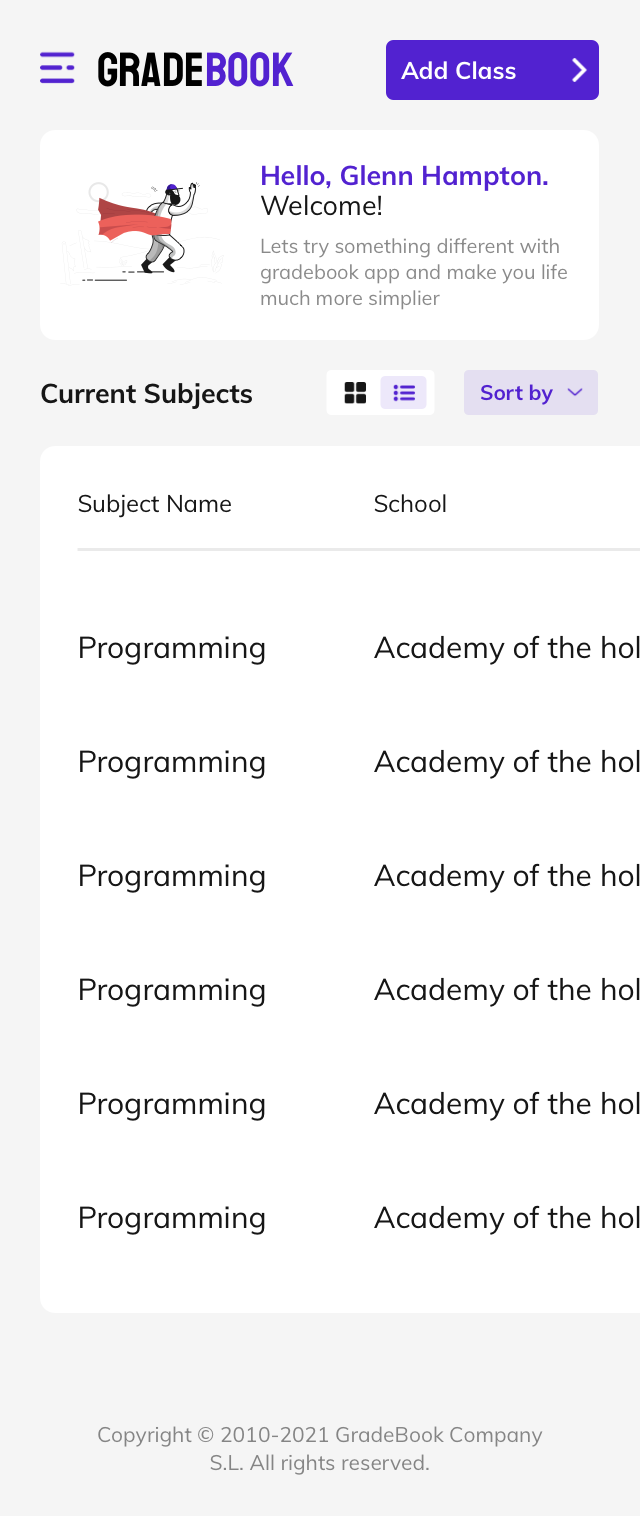 GRADEBOOK
Add Class
Hello, Glenn Hampton.
Welcome!
Lets try something different with
gradebook app and make you life
much more simplier
Current Subjects
Sort by
Subject Name School
Programming Academy of the hol
Programming Academy of the hol
Programming Academy of the hol
Programming Academy of the hol
Programming Academy of the hol
Programming Academy of the hol
Copyright © 2010-2021 GradeBook Company
S.L. All rights reserved.